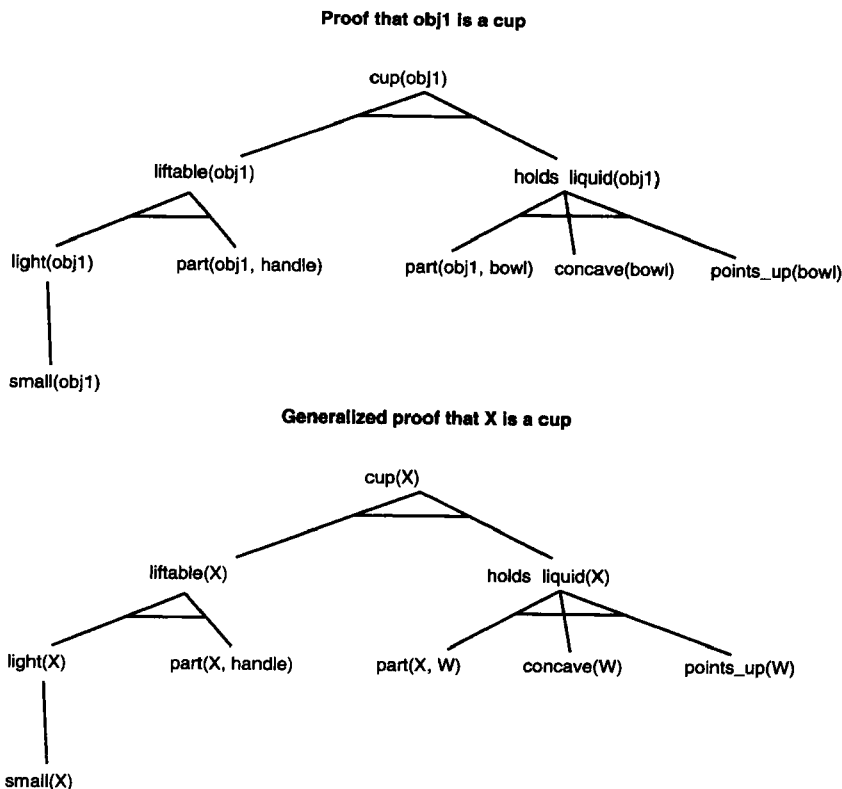 Proof that obj1 is a cup
cup(obj1)
liftable(obj1) holds liquid(obj1)
light(obj1) part(obj1, handle) part(obj1, bowl) concave(bowl) points_up(bowl)
small(obj1)
Generalized proof that X is a cup
cup(X)
liftable(X) holds liquid(X)
light(X) part(X, handle) part(X, W) concave(W) points_up(W)
small(X)